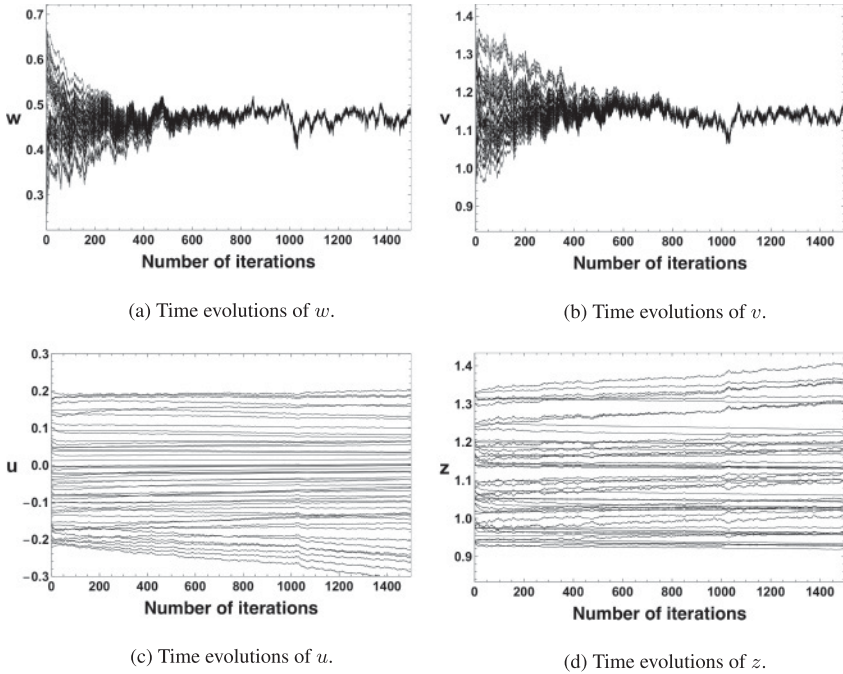 0.7
0.6
0.5
w
0.4
0.3
0 200 400 600 800 1000 1200 1400
Number of iterations
(a) Time evolutions of w.
1.4
1.3
1.2
v
1.1
1.0
0.9
0 200 400 600 800 1000 1200 1400
Number of iterations
(b) Time evolutions of v.
0.3
0.2
0.1
u
0.0
−0.1
−0.2
−0.3
0 200 400 600 800 1000 1200 1400
Number of iterations
(c) Time evolutions of u.
1.4
1.3
1.2
z
1.1
1.0
0.9
0 200 400 600 800 1000 1200 1400
Number of iterations
(d) Time evolutions of z.